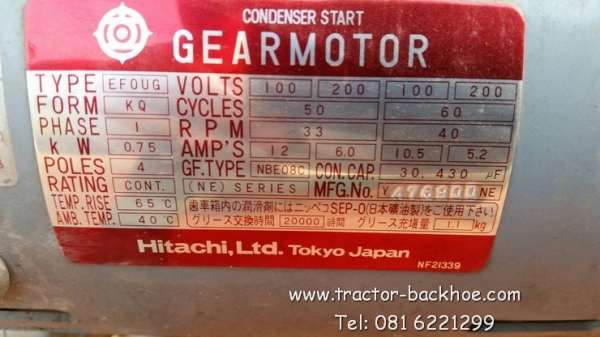 CONDENSER START
GEARMOTOR
TYPE EFOUG VOLTS 100 200 100 200
FORM KQ CYCLES 50 60
PHASE 1 RPM 33 40
KW 0.75 AMP'S 12 6.0 10.5 5.2
POLES 4 GF.TYPE NBE08C CON.CAP. 30,430 μF
RATING CONT. (NE) SERIES MFG.No. Y NE
TEMP.RISE 65℃ 歯車箱内の潤滑剤にはニッペコSEP-0(日本礦油製)をご使用下さい
AMB.TEMP. 40℃ グリース交換時間 20000 時間 グリース充填量 1.1 kg
Hitachi,Ltd. Tokyo Japan
NF21339
www.tractor-backhoe.com
Tel: 081 6221299